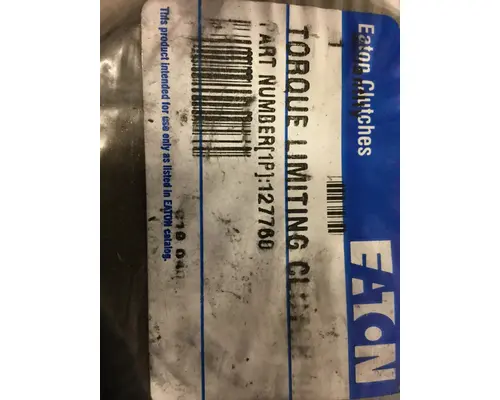 Eaton Clutches
EATON
TORQUE LIMITING CLUTCH
PART NUMBER[1P]:127760
This product intended for use only as listed in EATON catalog.